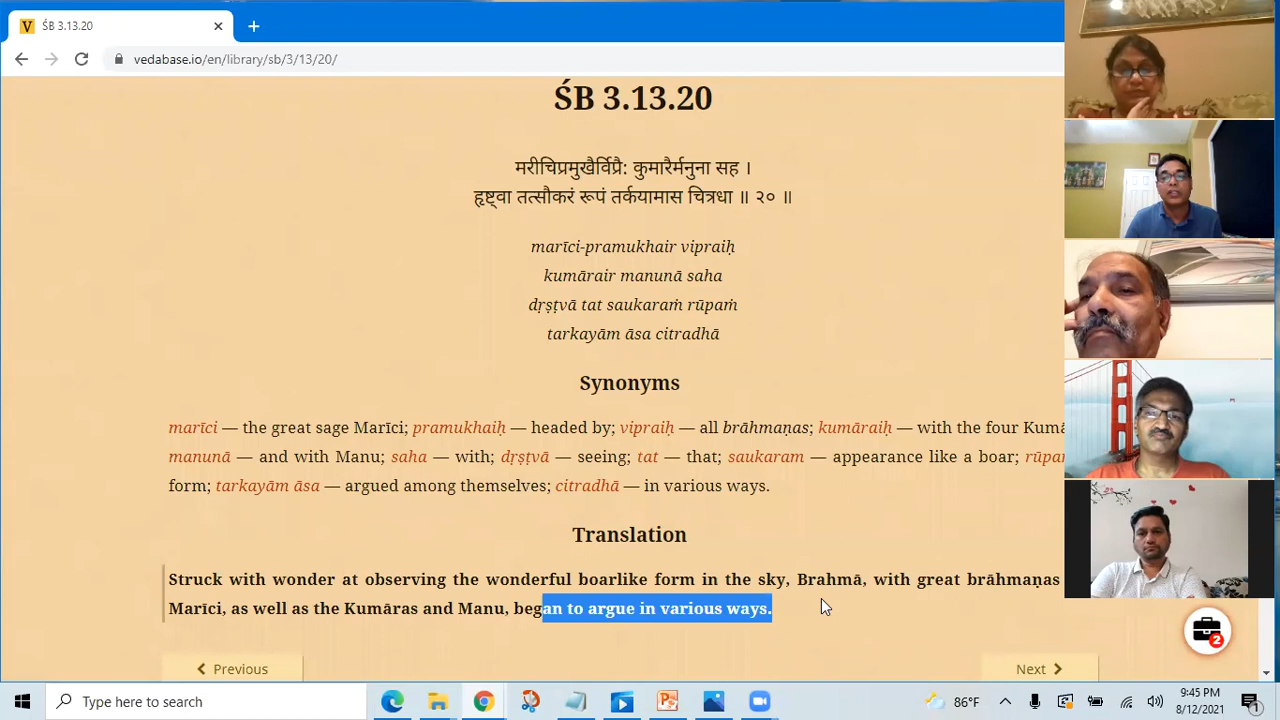 ŚB 3.13.20
vedabase.io/en/library/sb/3/13/20/
ŚB 3.13.20
मरीचिप्रमुखैर्विप्रै: कुमारैर्मनुना सह ।
दृष्ट्वा तत्सौकरं रूपं तर्कयामास चित्रधा ॥ २० ॥
marīci-pramukhair vipraiḥ
kumārair manunā saha
dṛṣṭvā tat saukaraṁ rūpaṁ
tarkayām āsa citradhā
Synonyms
marīci — the great sage Marīci; pramukhaiḥ — headed by; vipraiḥ — all brāhmaṇas; kumāraiḥ — with the four Kumā
manunā — and with Manu; saha — with; dṛṣṭvā — seeing; tat — that; saukaram — appearance like a boar; rūpa
form; tarkayām āsa — argued among themselves; citradhā — in various ways.
Translation
Struck with wonder at observing the wonderful boarlike form in the sky, Brahmā, with great brāhmaṇas
Marīci, as well as the Kumāras and Manu, began to argue in various ways.
Previous
Next
2
Type here to search
86°F
9:45 PM
8/12/2021
1